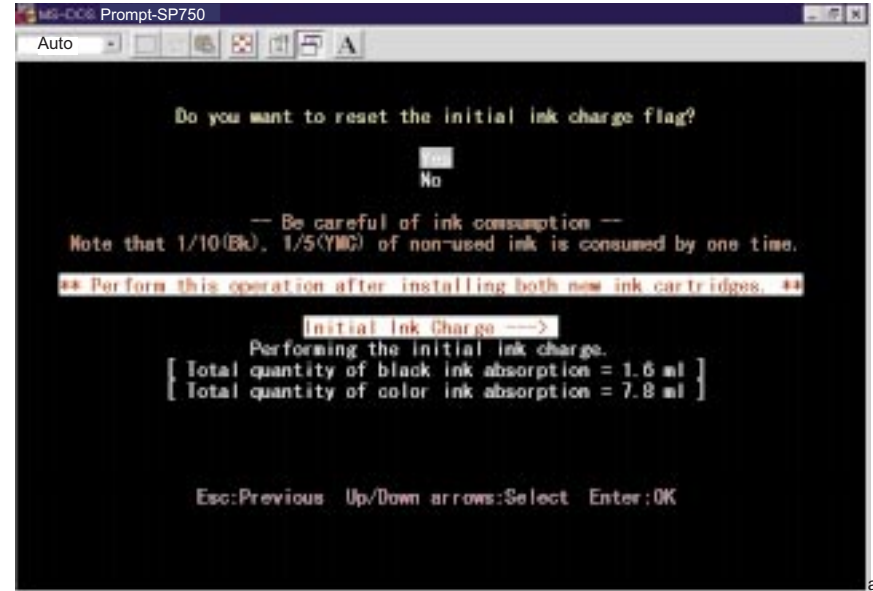 MS-DOS Prompt-SP750
Auto
A
Do you want to reset the initial ink charge flag?
Yes
No
-- Be careful of ink consumption --
Note that 1/10(Bk), 1/5(YMC) of non-used ink is consumed by one time.
** Perform this operation after installing both new ink cartridges. **
Initial Ink Charge --->
Performing the initial ink charge.
[ Total quantity of black ink absorption = 1.6 ml ]
[ Total quantity of color ink absorption = 7.8 ml ]
Esc:Previous Up/Down arrows:Select Enter:OK
a